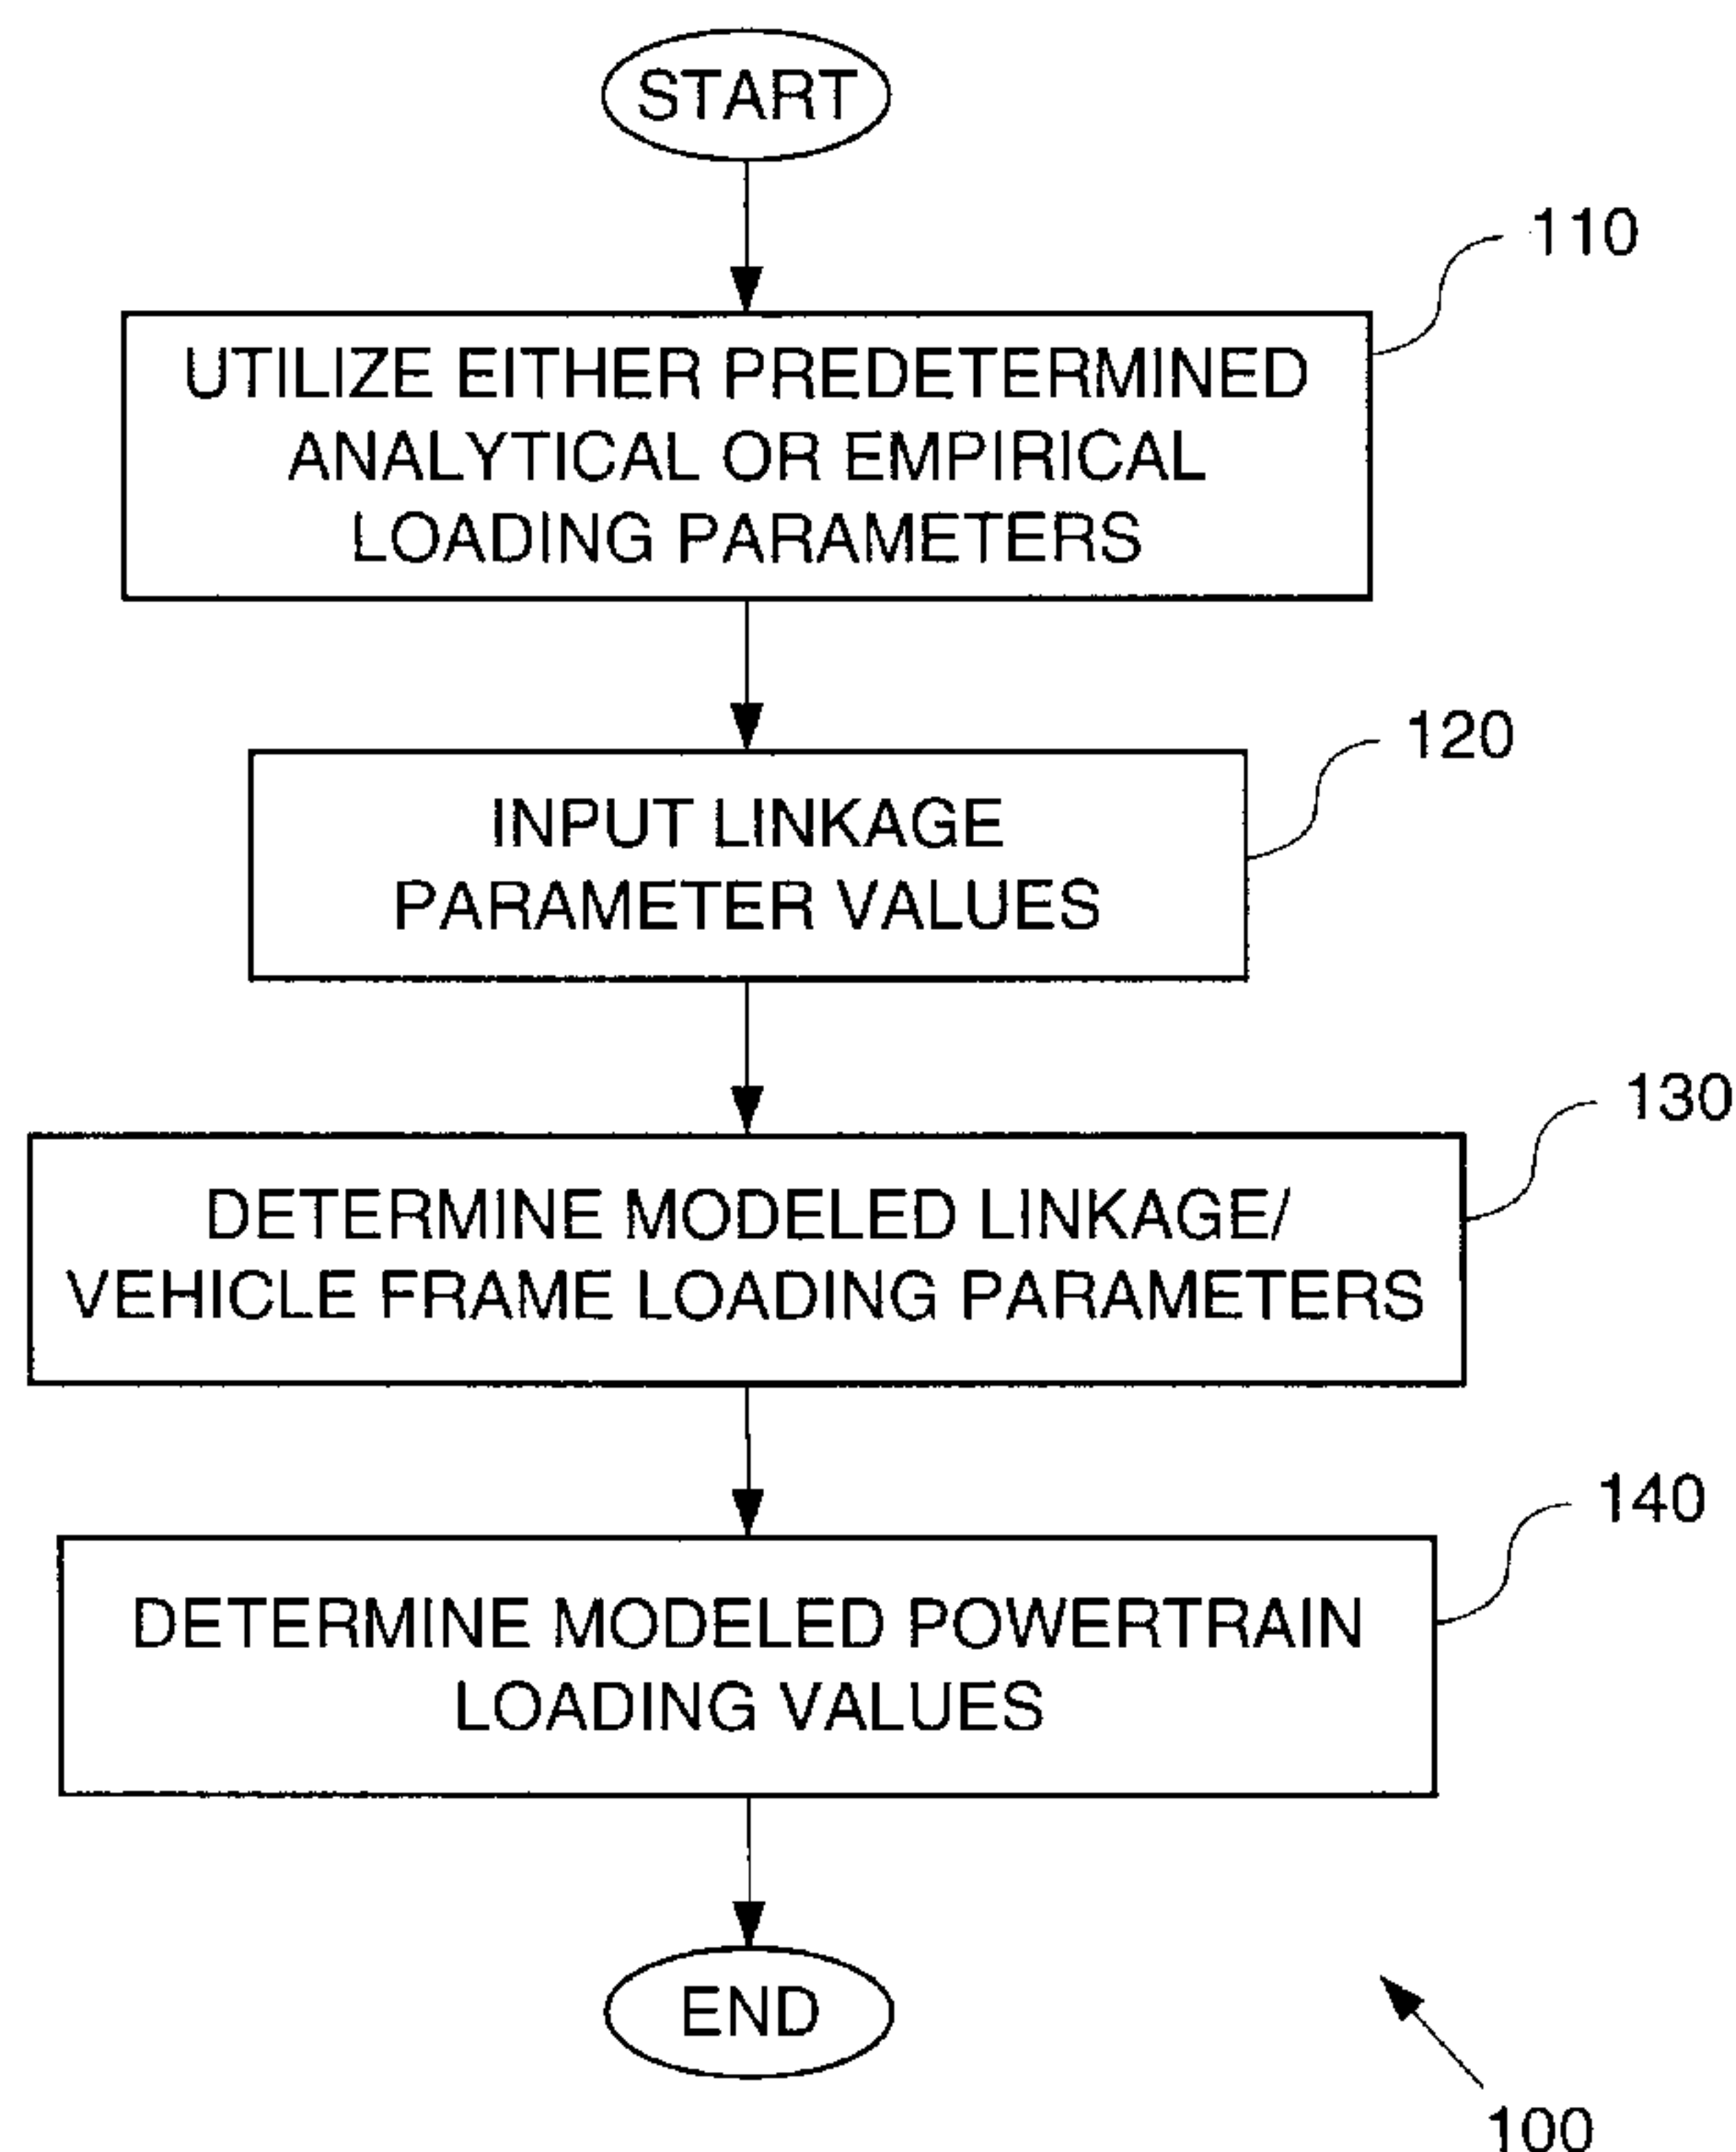 START
110
UTILIZE EITHER PREDETERMINED
ANALYTICAL OR EMPIRICAL
LOADING PARAMETERS
120
INPUT LINKAGE
PARAMETER VALUES
130
DETERMINE MODELED LINKAGE/
VEHICLE FRAME LOADING PARAMETERS
140
DETERMINE MODELED POWERTRAIN
LOADING VALUES
END
100